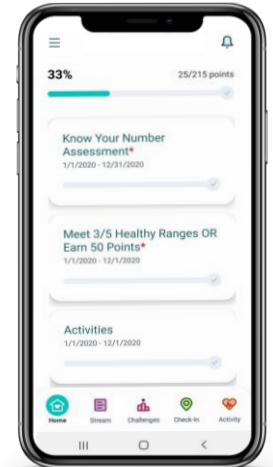 33% 25/215 points
Know Your Number
Assessment*
1/1/2020 - 12/31/2020
Meet 3/5 Healthy Ranges OR
Earn 50 Points*
1/1/2020 - 12/1/2020
Activities
1/1/2020 - 12/1/2020
Home Stream Challenges Check-In Activity